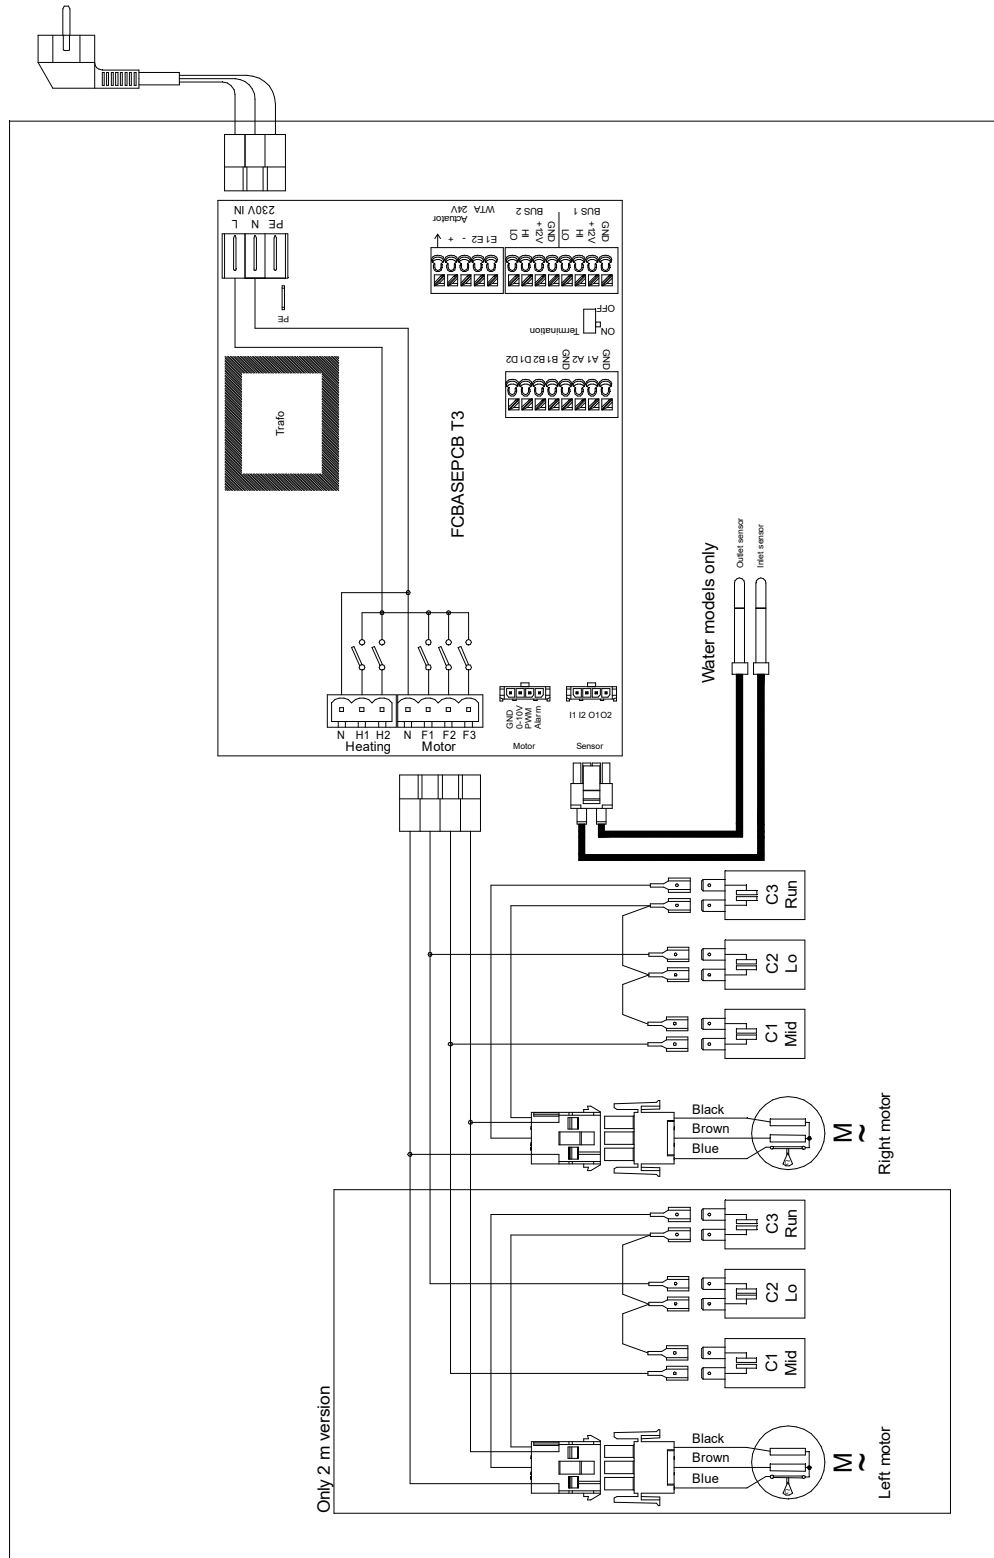 230V IN
L N PE
PE
Trafo
WTA 24V Actuator
E1 E2 - + ↑
BUS 2
LO HI +12V GND
BUS 1
LO HI +12V GND
OFF
ON
Termination
D2 D1 B2 B1 GND A2 A1 GND
FCBASEPCB T3
N H1 H2
Heating
N F1 F2 F3
Motor
GND
0-10V
PWM
Alarm
Motor
I1 I2 O1O2
Sensor
Water models only
Outlet sensor
Inlet sensor
C3
Run
C2
Lo
C1
Mid
Black
Brown
Blue
M
~
Right motor
Only 2 m version
C3
Run
C2
Lo
C1
Mid
Black
Brown
Blue
M
~
Left motor